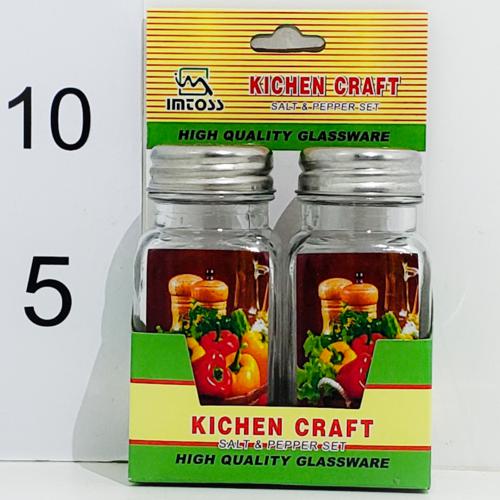 10
5
IMTOSS
KICHEN CRAFT
SALT & PEPPER SET
HIGH QUALITY GLASSWARE
KICHEN CRAFT
SALT & PEPPER SET
HIGH QUALITY GLASSWARE